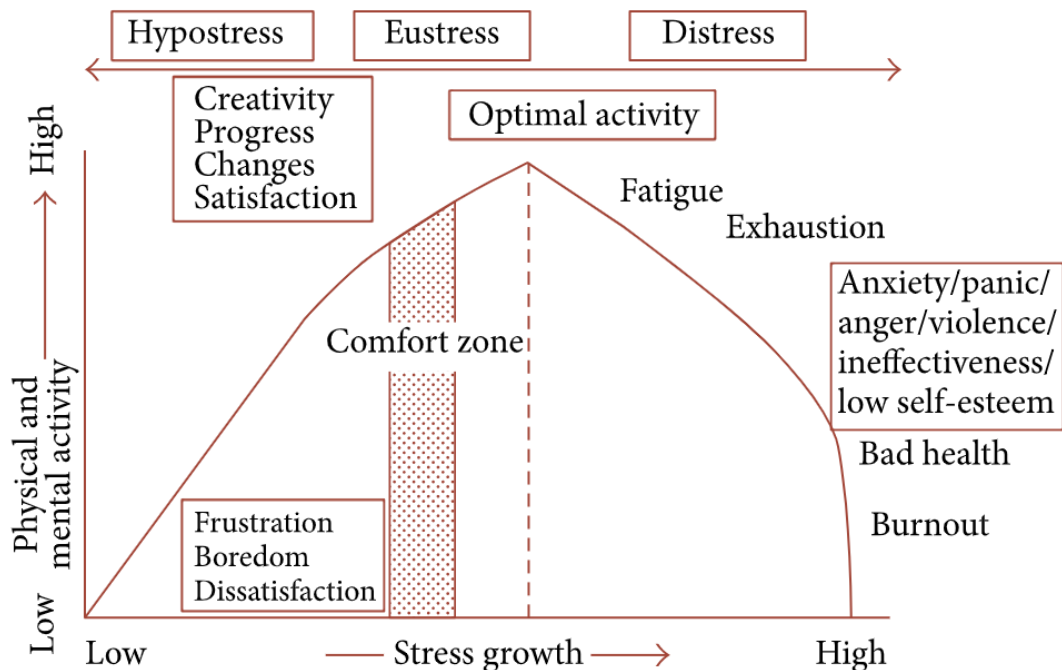 Hypostress
Eustress
Distress
Creativity
Progress
Changes
Satisfaction
Optimal activity
Fatigue
Exhaustion
Anxiety/panic/
anger/violence/
ineffectiveness/
low self-esteem
Bad health
Burnout
Comfort zone
Frustration
Boredom
Dissatisfaction
High
Physical and
mental activity
Low
Low
Stress growth
High